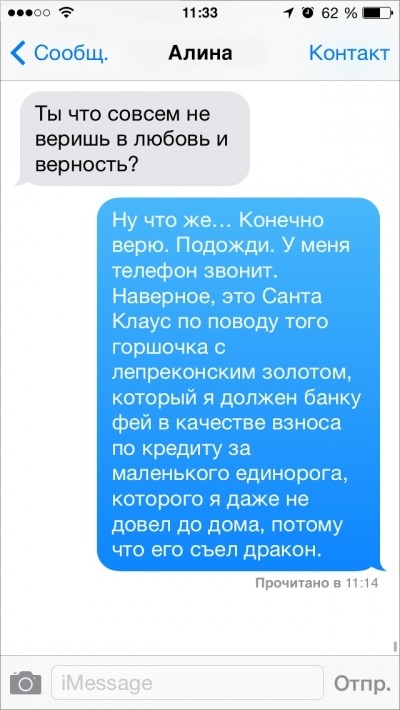 11:33
62 %
Сообщ.
Алина
Контакт
Ты что совсем не
веришь в любовь и
верность?
Ну что же... Конечно
верю. Подожди. У меня
телефон звонит.
Наверное, это Санта
Клаус по поводу того
горшочка с
лепреконским золотом,
который я должен банку
фей в качестве взноса
по кредиту за
маленького единорога,
которого я даже не
довел до дома, потому
что его съел дракон.
Прочитано в 11:14
iMessage
Отпр.